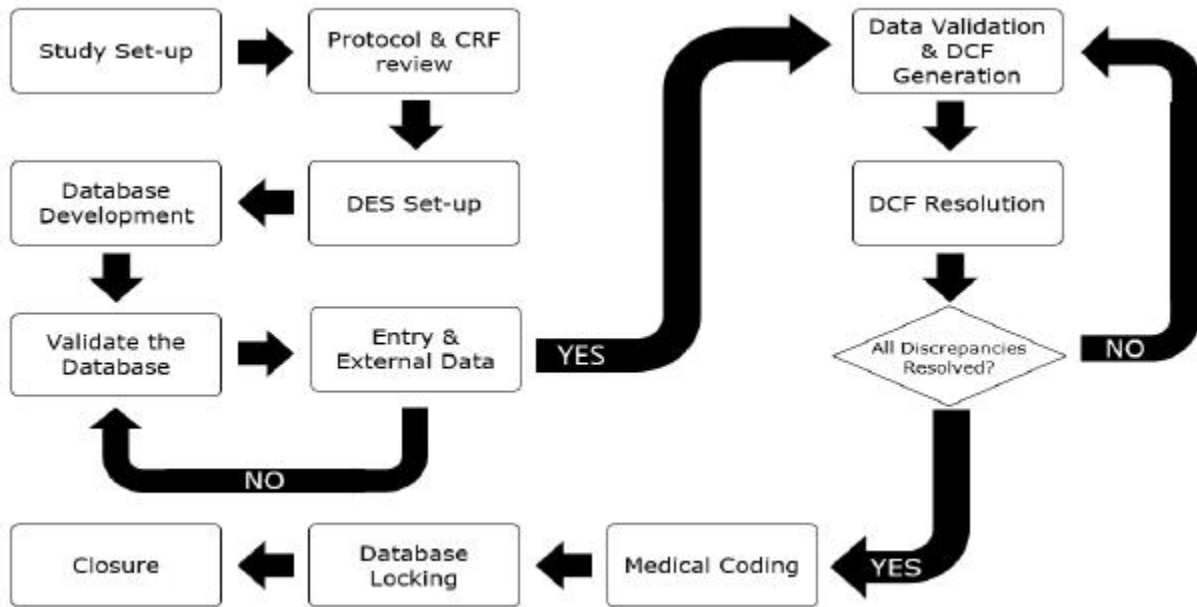 Study Set-up
Protocol & CRF
review
DES Set-up
Database
Development
Validate the
Database
Entry &
External Data
YES
NO
Data Validation
& DCF
Generation
DCF Resolution
All Discrepancies
Resolved?
NO
YES
Medical Coding
Database
Locking
Closure